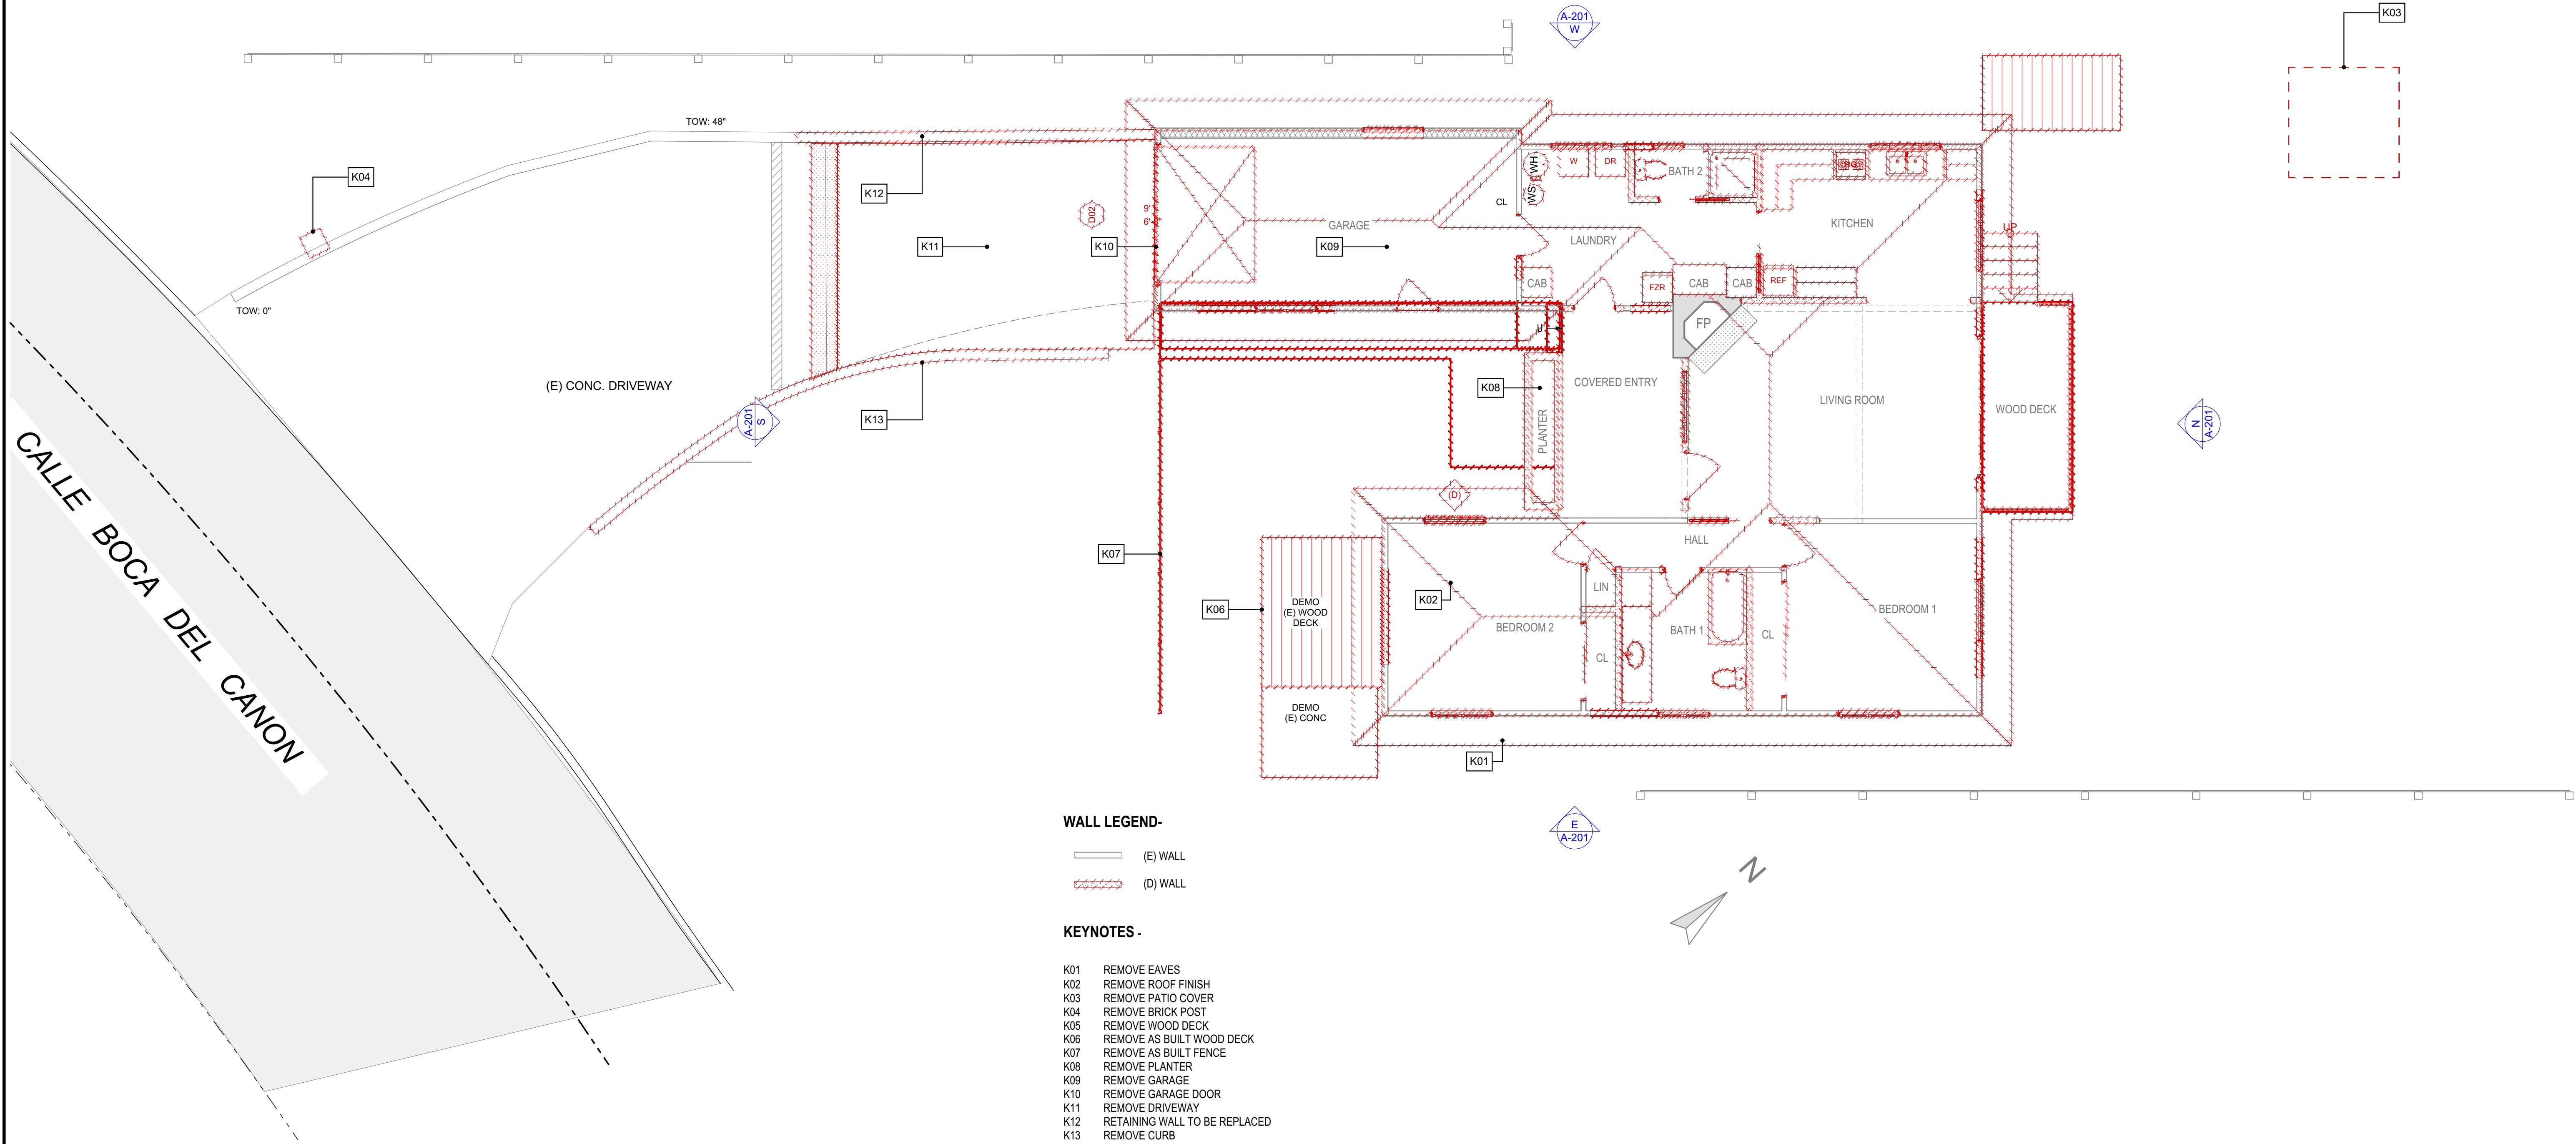 A-201
W
K03
TOW: 48"
K04
K12
D02
9'
6'-
K11
K10
K09
GARAGE
CL
WH
WS
W
DR
BATH 2
KITCHEN
UP
LAUNDRY
CAB
FZR
CAB
CAB
REF
FP
TOW: 0"
(E) CONC. DRIVEWAY
A-201
S
K13
K08
PLANTER
COVERED ENTRY
LIVING ROOM
WOOD DECK
N
A-201
(D)
K07
K06
DEMO
(E) WOOD
DECK
DEMO
(E) CONC
K02
BEDROOM 2
HALL
LIN
CL
BATH 1
CL
BEDROOM 1
K01
CALLE BOCA DEL CANON
E
A-201
N
WALL LEGEND-
(E) WALL
(D) WALL
KEYNOTES -
K01 REMOVE EAVES
K02 REMOVE ROOF FINISH
K03 REMOVE PATIO COVER
K04 REMOVE BRICK POST
K05 REMOVE WOOD DECK
K06 REMOVE AS BUILT WOOD DECK
K07 REMOVE AS BUILT FENCE
K08 REMOVE PLANTER
K09 REMOVE GARAGE
K10 REMOVE GARAGE DOOR
K11 REMOVE DRIVEWAY
K12 RETAINING WALL TO BE REPLACED
K13 REMOVE CURB